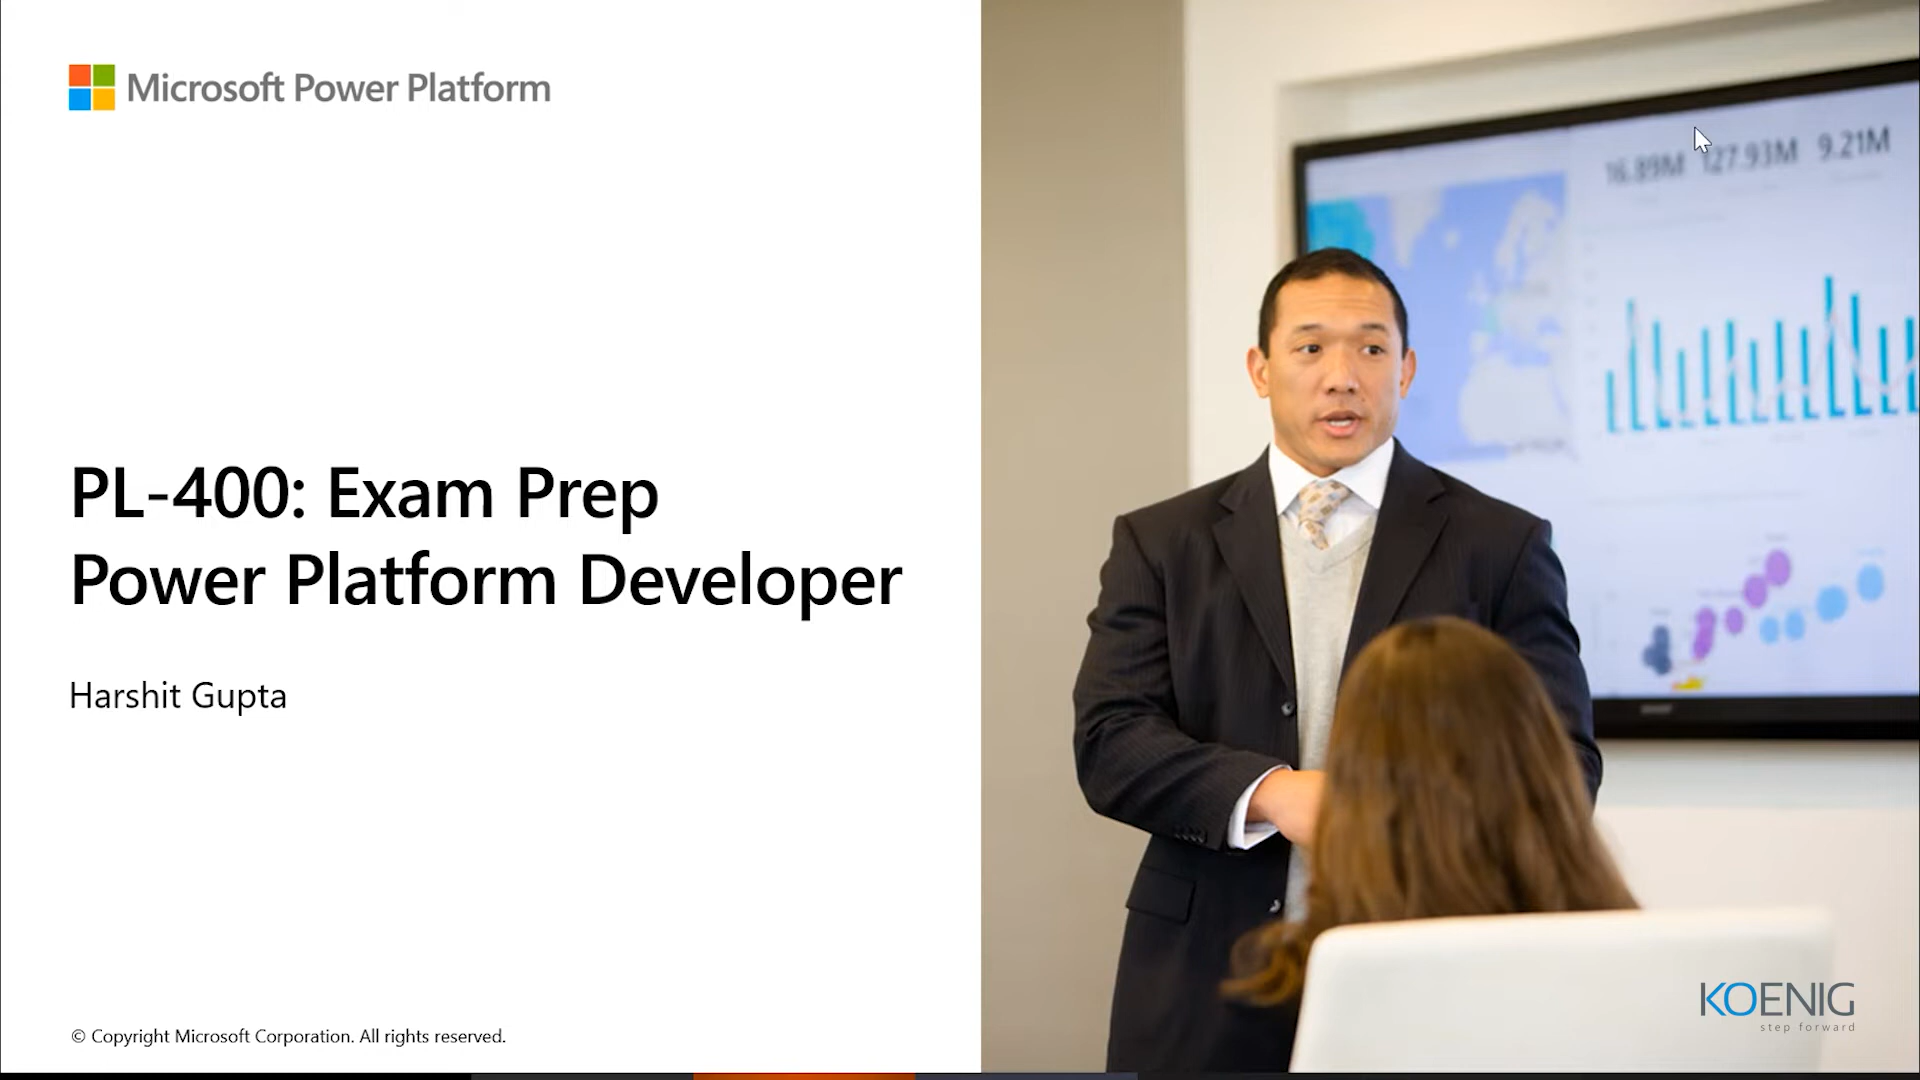 Microsoft Power Platform
PL-400: Exam Prep
Power Platform Developer
Harshit Gupta
© Copyright Microsoft Corporation. All rights reserved.
16.89M 127.93M 9.21M
KOENIG
step forward